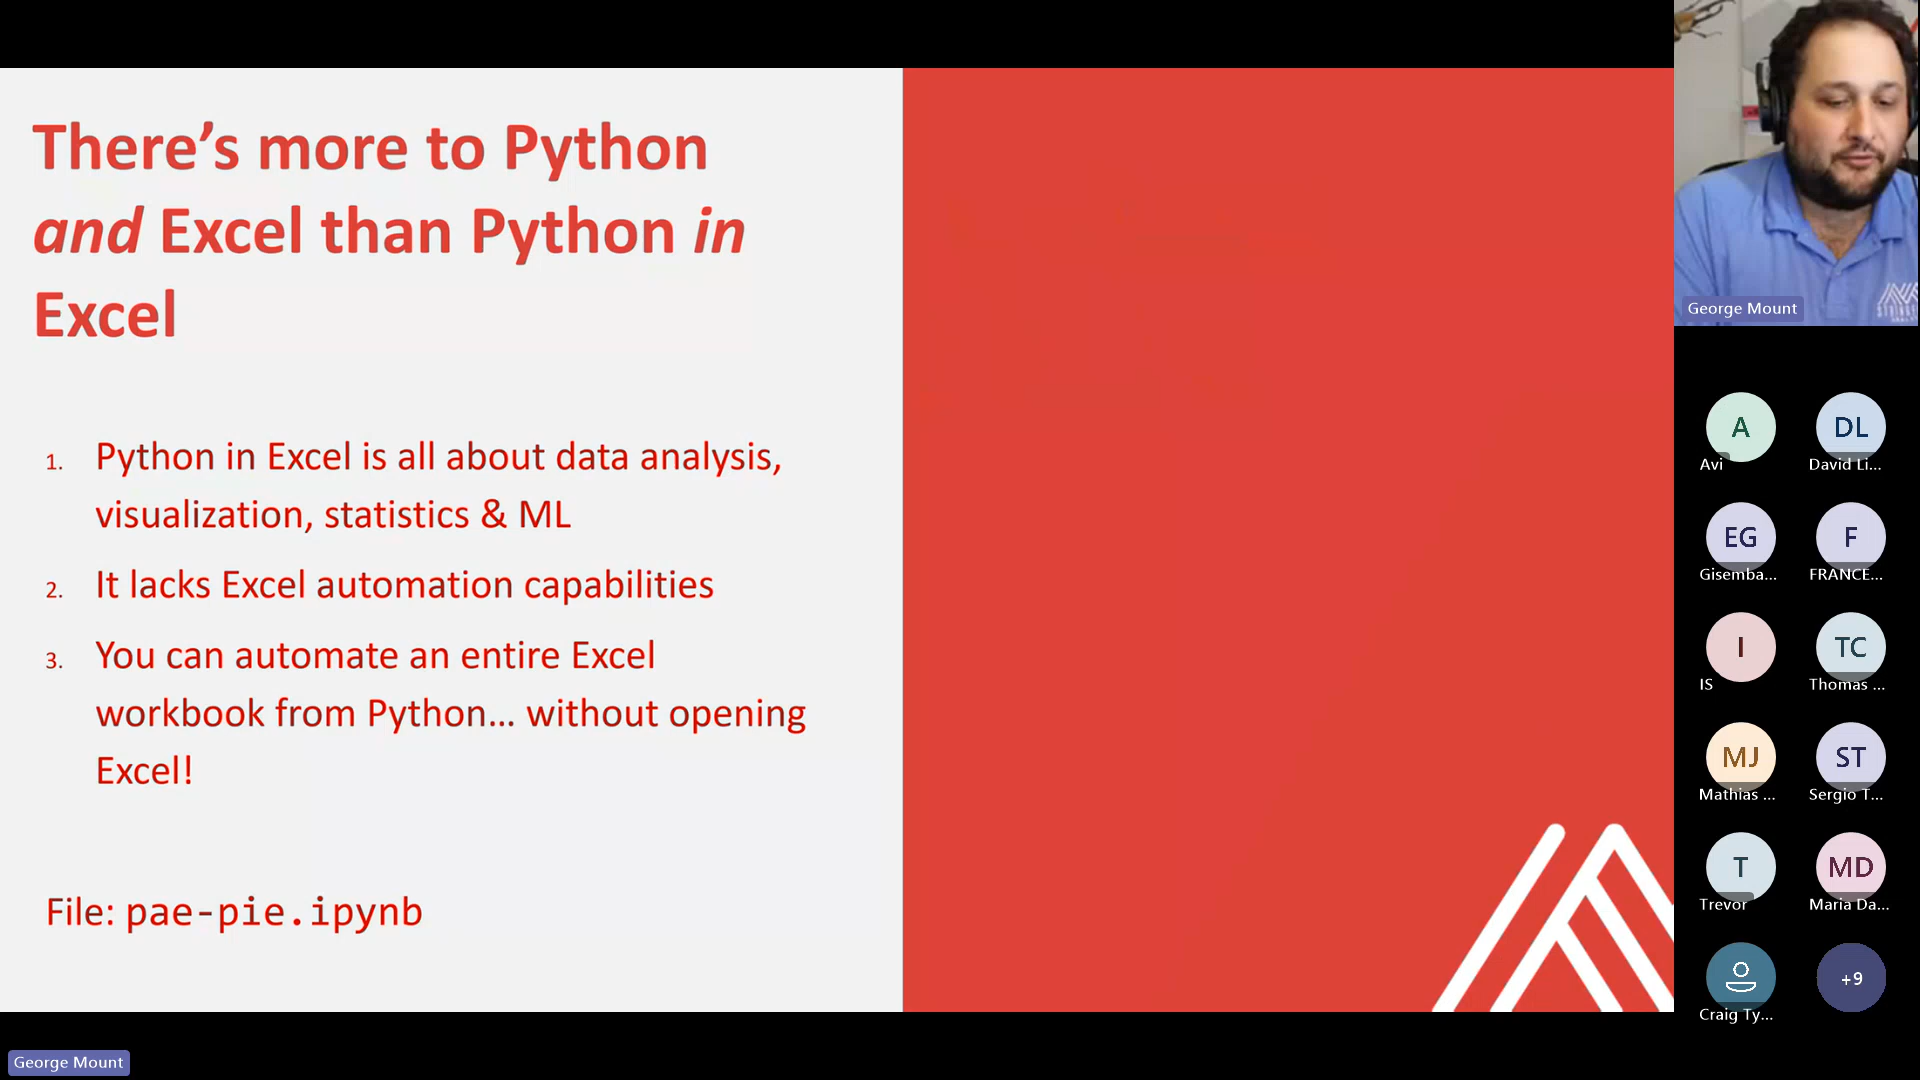 There's more to Python
and Excel than Python in
Excel
1. Python in Excel is all about data analysis,
visualization, statistics & ML
2. It lacks Excel automation capabilities
3. You can automate an entire Excel
workbook from Python... without opening
Excel!
File: pae-pie.ipynb
George Mount
George Mount
A
Avi
DL
David Li...
EG
Gisemba...
F
FRANCE...
I
IS
TC
Thomas ...
MJ
Mathias ...
ST
Sergio T...
T
Trevor
MD
Maria Da...
Craig Ty...
+9